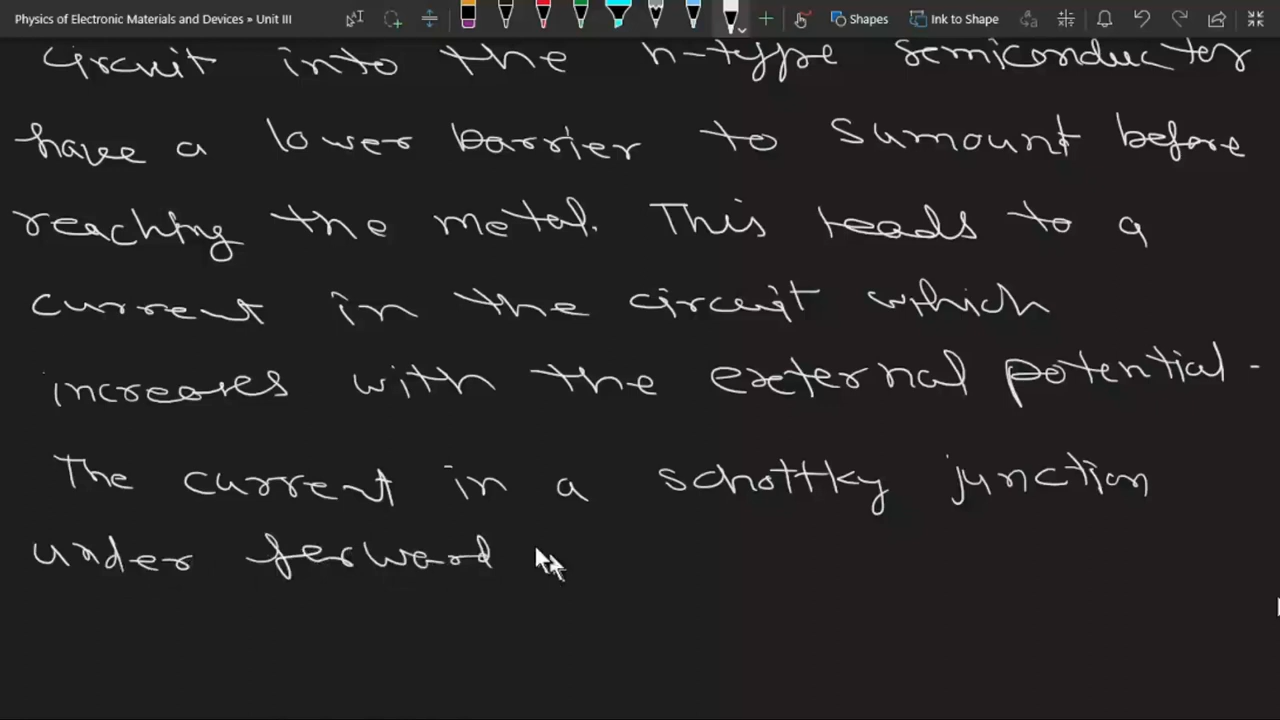 Physics of Electronic Materials and Devices » Unit III
Shapes
Ink to Shape
circuit into the n-type semiconductor
have a lower barrier to sumount before
reaching the metal. This leads to a
current in the circuit which
increases with the external potential.
The current in a schottky junction
under forward